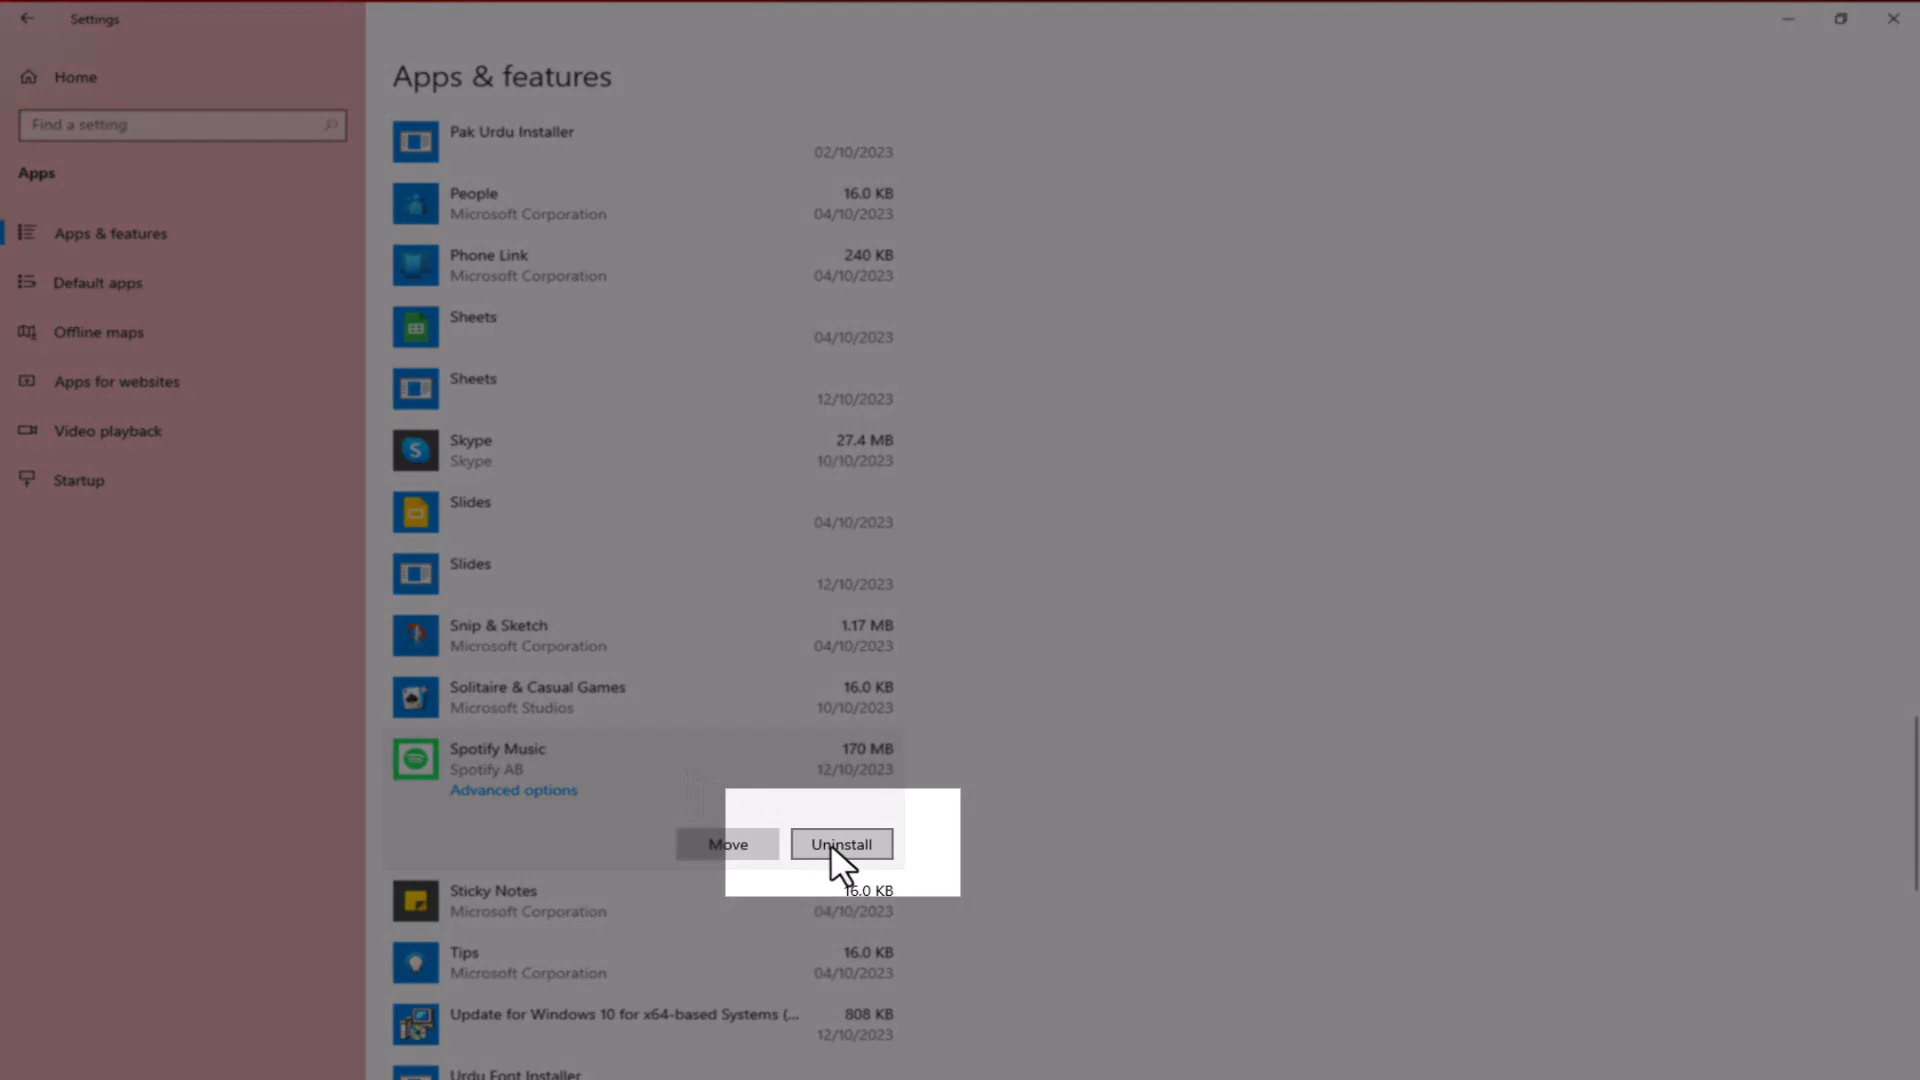 Settings
Home
Find a setting
Apps
Apps & features
Default apps
Offline maps
Apps for websites
Video playback
Startup
Apps & features
Pak Urdu Installer
02/10/2023
People 16.0 KB
Microsoft Corporation 04/10/2023
Phone Link 240 KB
Microsoft Corporation 04/10/2023
Sheets
04/10/2023
Sheets
12/10/2023
Skype 27.4 MB
Skype 10/10/2023
Slides
04/10/2023
Slides
12/10/2023
Snip & Sketch 1.17 MB
Microsoft Corporation 04/10/2023
Solitaire & Casual Games 16.0 KB
Microsoft Studios 10/10/2023
Spotify Music 170 MB
Spotify AB 12/10/2023
Advanced options
Move Uninstall
Sticky Notes 16.0 KB
Microsoft Corporation 04/10/2023
Tips 16.0 KB
Microsoft Corporation 04/10/2023
Update for Windows 10 for x64-based Systems (... 808 KB
12/10/2023
Urdu Font Installer